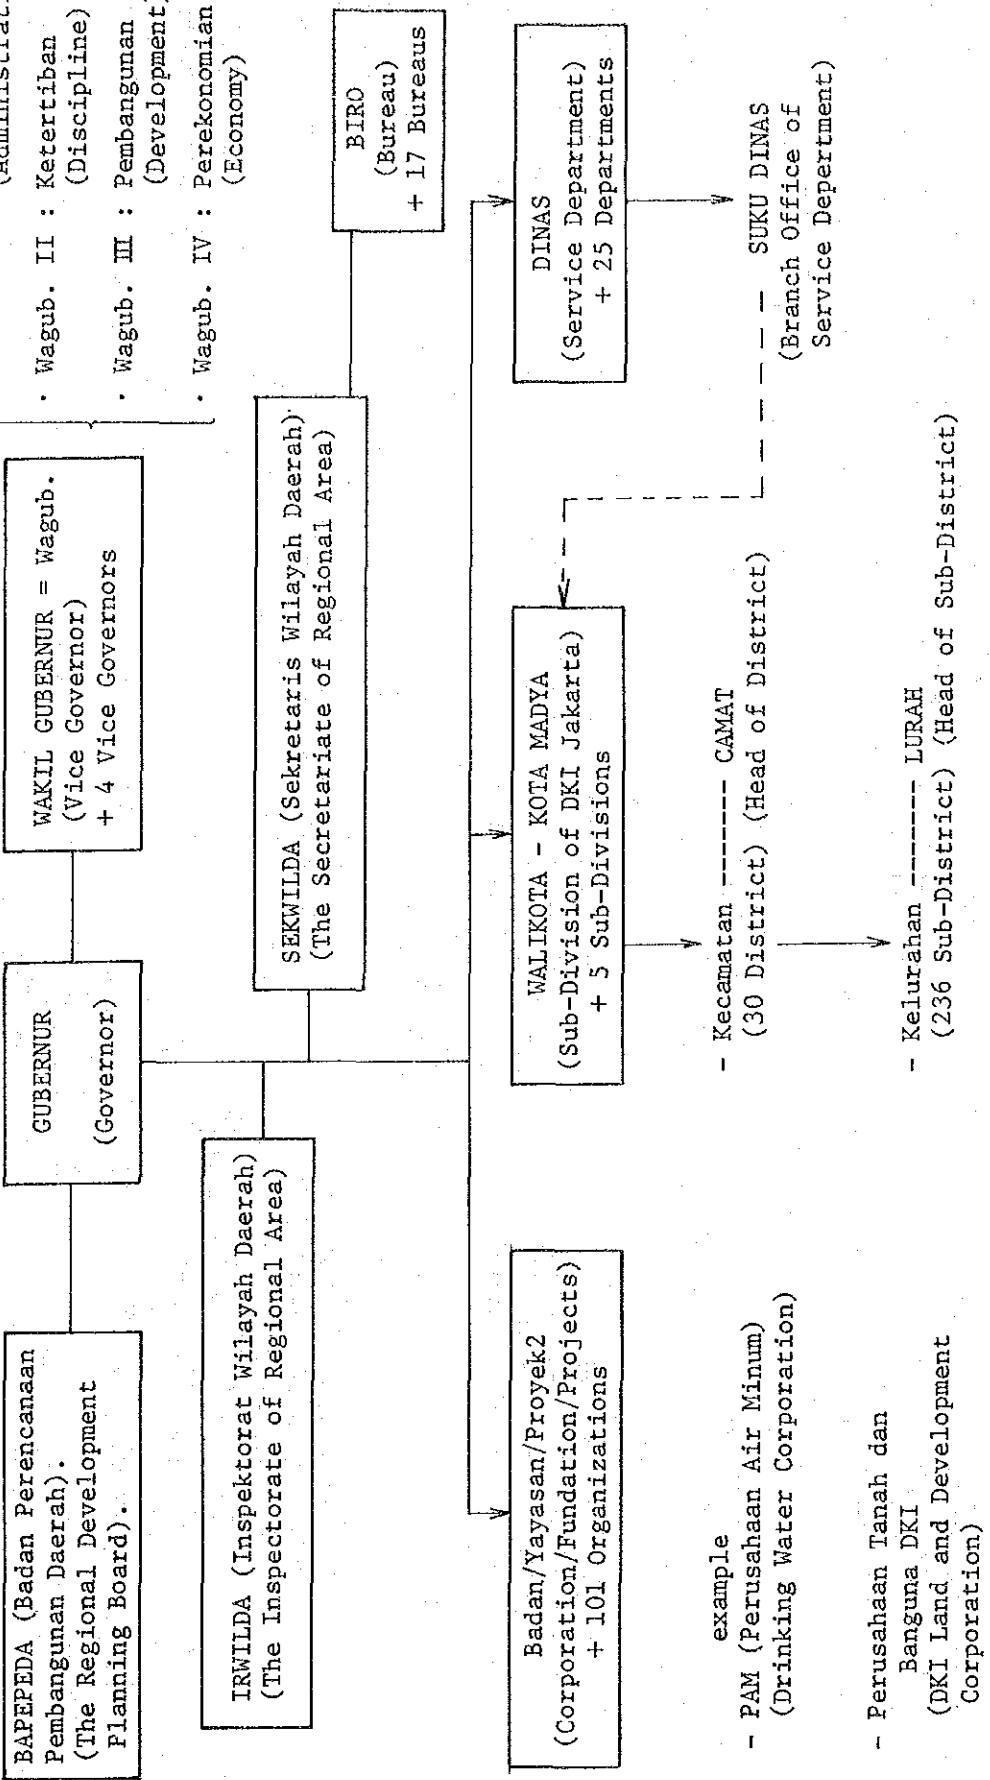 BAPEPEDA (Badan Perencanaan
Pembangunan Daerah).
(The Regional Development
Planning Board).
GUBERNUR
(Governor)
WAKIL GUBERNUR = Wagub.
(Vice Governor)
+ 4 Vice Governors
· Wagub. II : Ketertiban
(Discipline)
· Wagub. III : Pembangunan
(Development)
· Wagub. IV : Perekonomian
(Economy)
IRWILDA (Inspektorat Wilayah Daerah)
(The Inspectorate of Regional Area)
SEKWILDA (Sekretaris Wilayah Daerah)
(The Secretariate of Regional Area)
BIRO
(Bureau)
+ 17 Bureaus
Badan/Yayasan/Proyek2
(Corporation/Fundation/Projects)
+ 101 Organizations
WALIKOTA - KOTA MADYA
(Sub-Division of DKI Jakarta)
+ 5 Sub-Divisions
DINAS
(Service Department)
+ 25 Departments
example
- PAM (Perusahaan Air Minum)
(Drinking Water Corporation)
- Perusahaan Tanah dan
Banguna DKI
(DKI Land and Development
Corporation)
- Kecamatan -------- CAMAT
(30 District) (Head of District)
- Kelurahan ------- LURAH
(236 Sub-District) (Head of Sub-District)
SUKU DINAS
(Branch Office of
Service Depertment)